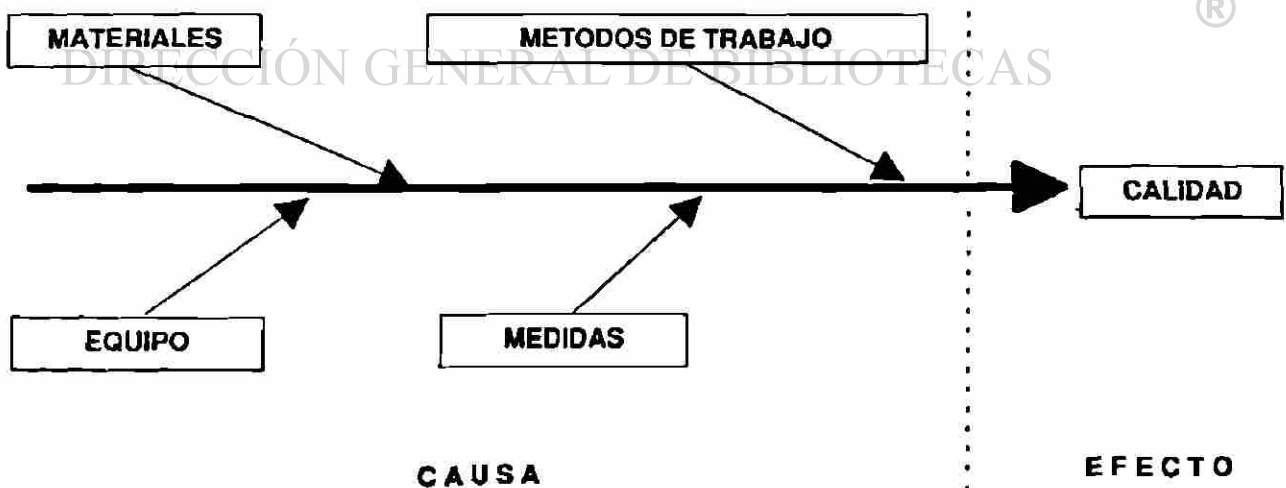 ®
MATERIALES
METODOS DE TRABAJO
DIRECCIÓN GENERAL DE BIBLIOTECAS
CALIDAD
EQUIPO
MEDIDAS
CAUSA
EFECTO